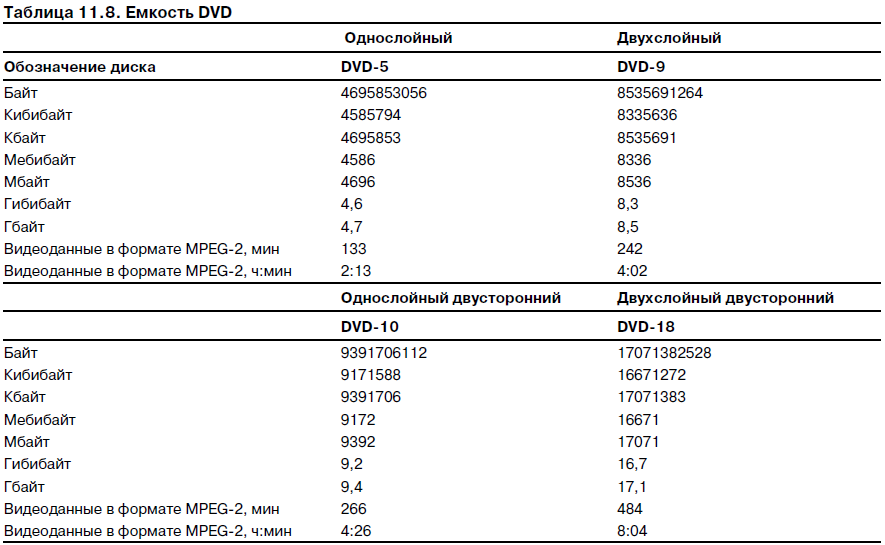 Таблица 11.8. Емкость DVD
Однослойный Двухслойный
Обозначение диска DVD-5 DVD-9
Байт 4695853056 8535691264
Кибибайт 4585794 8335636
Кбайт 4695853 8535691
Мебибайт 4586 8336
Мбайт 4696 8536
Гибибайт 4,6 8,3
Гбайт 4,7 8,5
Видеоданные в формате MPEG-2, мин 133 242
Видеоданные в формате MPEG-2, ч:мин 2:13 4:02
Однослойный двусторонний Двухслойный двусторонний
DVD-10 DVD-18
Байт 9391706112 17071382528
Кибибайт 9171588 16671272
Кбайт 9391706 17071383
Мебибайт 9172 16671
Мбайт 9392 17071
Гибибайт 9,2 16,7
Гбайт 9,4 17,1
Видеоданные в формате MPEG-2, мин 266 484
Видеоданные в формате MPEG-2, ч:мин 4:26 8:04